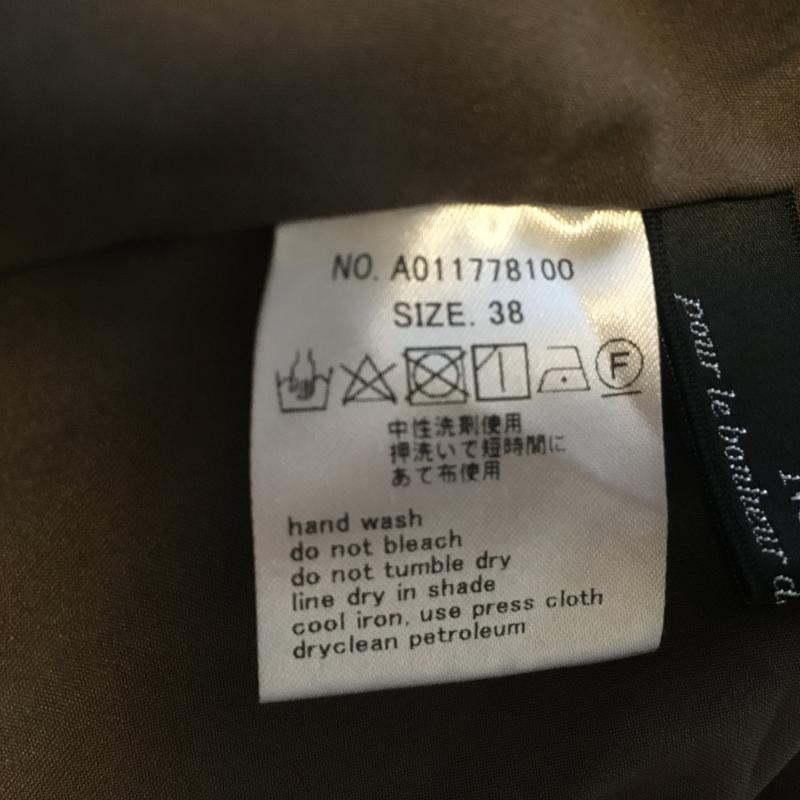 NO. A011778100
SIZE. 38
F
中性洗剤使用
押洗いで短時間に
あて布使用
hand wash
do not bleach
do not tumble dry
line dry in shade
cool iron, use press cloth
dryclean petroleum
pour le bonheur